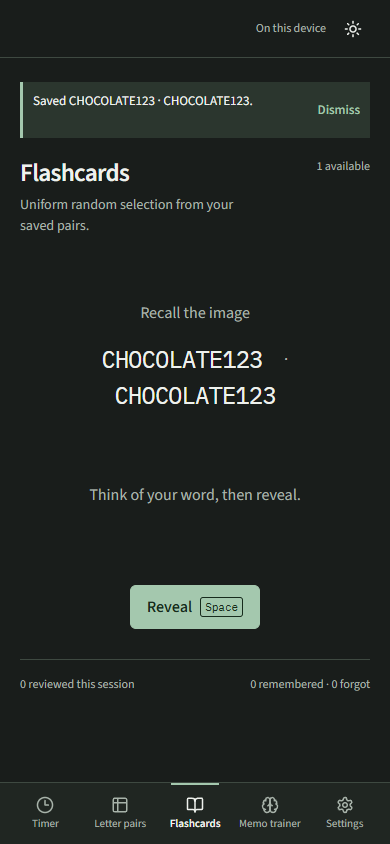 On this device
Saved CHOCOLATE123 · CHOCOLATE123.
Dismiss
Flashcards
1 available
Uniform random selection from your
saved pairs.
Recall the image
CHOCOLATE123 ·
CHOCOLATE123
Think of your word, then reveal.
Reveal Space
0 reviewed this session
0 remembered · 0 forgot
Timer
Letter pairs
Flashcards
Memo trainer
Settings